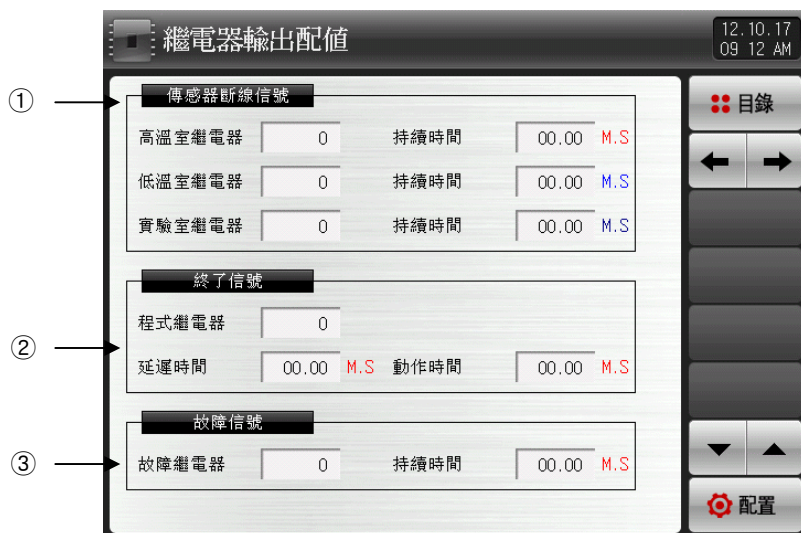 繼電器輸出配值
12.10.17
09 12 AM
① 傳感器斷線信號
高溫室繼電器 0 持續時間 00.00 M.S
低溫室繼電器 0 持續時間 00.00 M.S
實驗室繼電器 0 持續時間 00.00 M.S
② 終了信號
程式繼電器 0
延遲時間 00.00 M.S 動作時間 00.00 M.S
③ 故障信號
故障繼電器 0 持續時間 00.00 M.S
目錄
配置